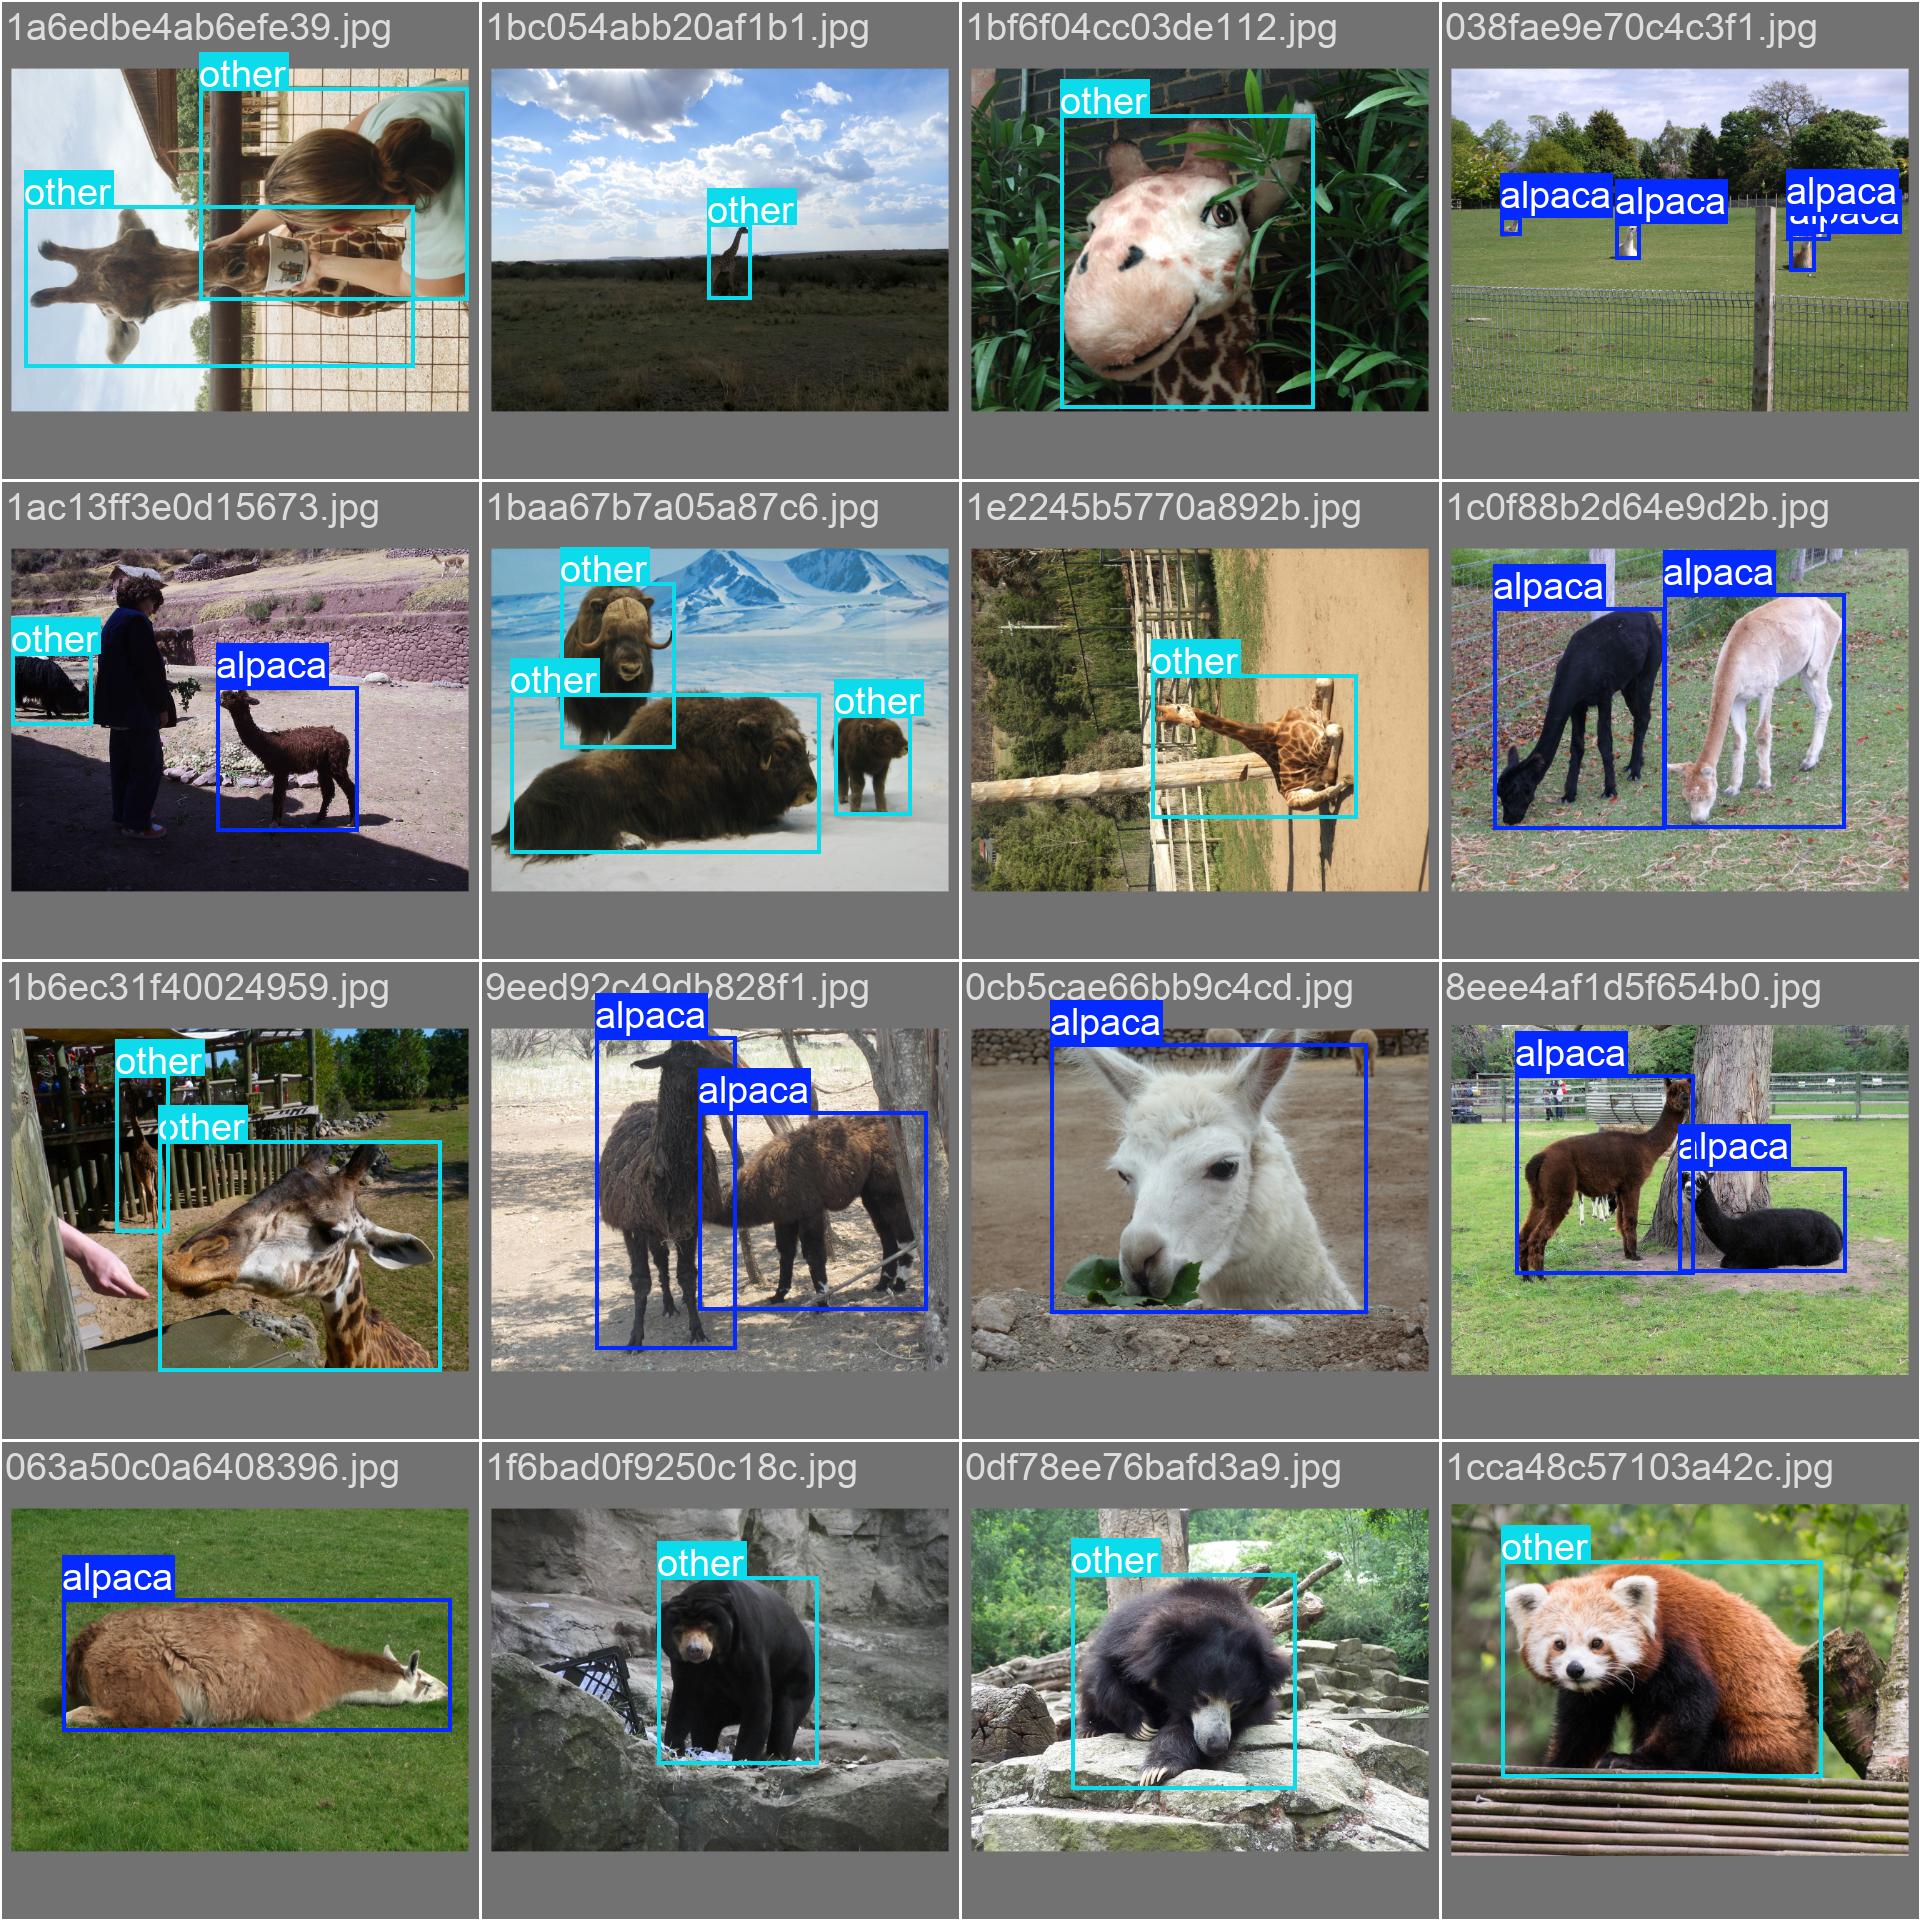 1a6edbe4ab6efe39.jpg
1bc054abb20af1b1.jpg
1bf6f04cc03de112.jpg
038fae9e70c4c3f1.jpg
other
other
other
other
alpaca
alpaca
alpaca
alpaca
1ac13ff3e0d15673.jpg
1baa67b7a05a87c6.jpg
1e2245b5770a892b.jpg
1c0f88b2d64e9d2b.jpg
other
alpaca
other
other
other
other
alpaca
alpaca
1b6ec31f40024959.jpg
9eed92c49db828f1.jpg
0cb5cae66bb9c4cd.jpg
8eee4af1d5f654b0.jpg
other
other
alpaca
alpaca
alpaca
alpaca
alpaca
063a50c0a6408396.jpg
1f6bad0f9250c18c.jpg
0df78ee76bafd3a9.jpg
1cca48c57103a42c.jpg
alpaca
other
other
other